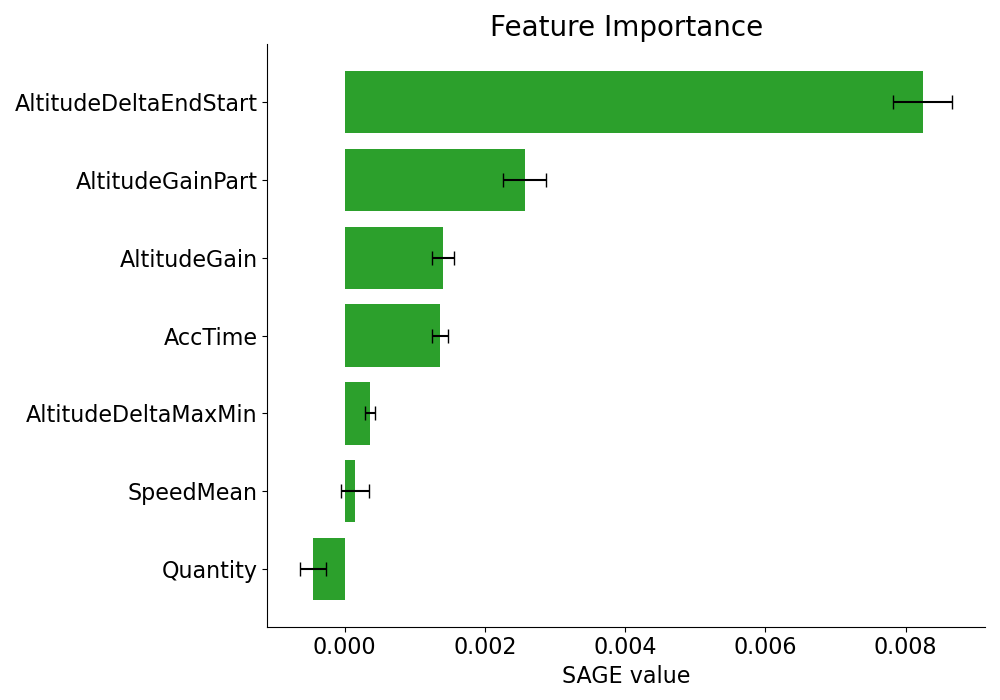 Feature Importance
AltitudeDeltaEndStart
AltitudeGainPart
AltitudeGain
AccTime
AltitudeDeltaMaxMin
SpeedMean
Quantity
0.000 0.002 0.004 0.006 0.008
SAGE value